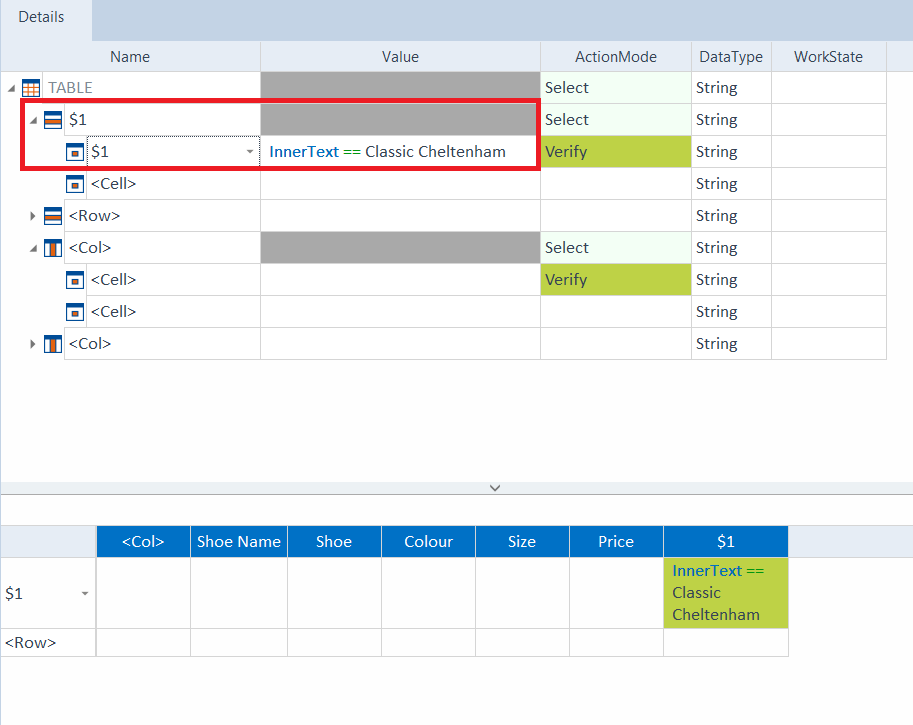 Details
Name Value ActionMode DataType WorkState
TABLE Select String
$1 Select String
$1 InnerText == Classic Cheltenham Verify String
<Cell> String
<Row> String
<Col> Select String
<Cell> Verify String
<Cell> String
<Col> String
<Col> Shoe Name Shoe Colour Size Price $1
$1 InnerText ==
Classic
Cheltenham
<Row>